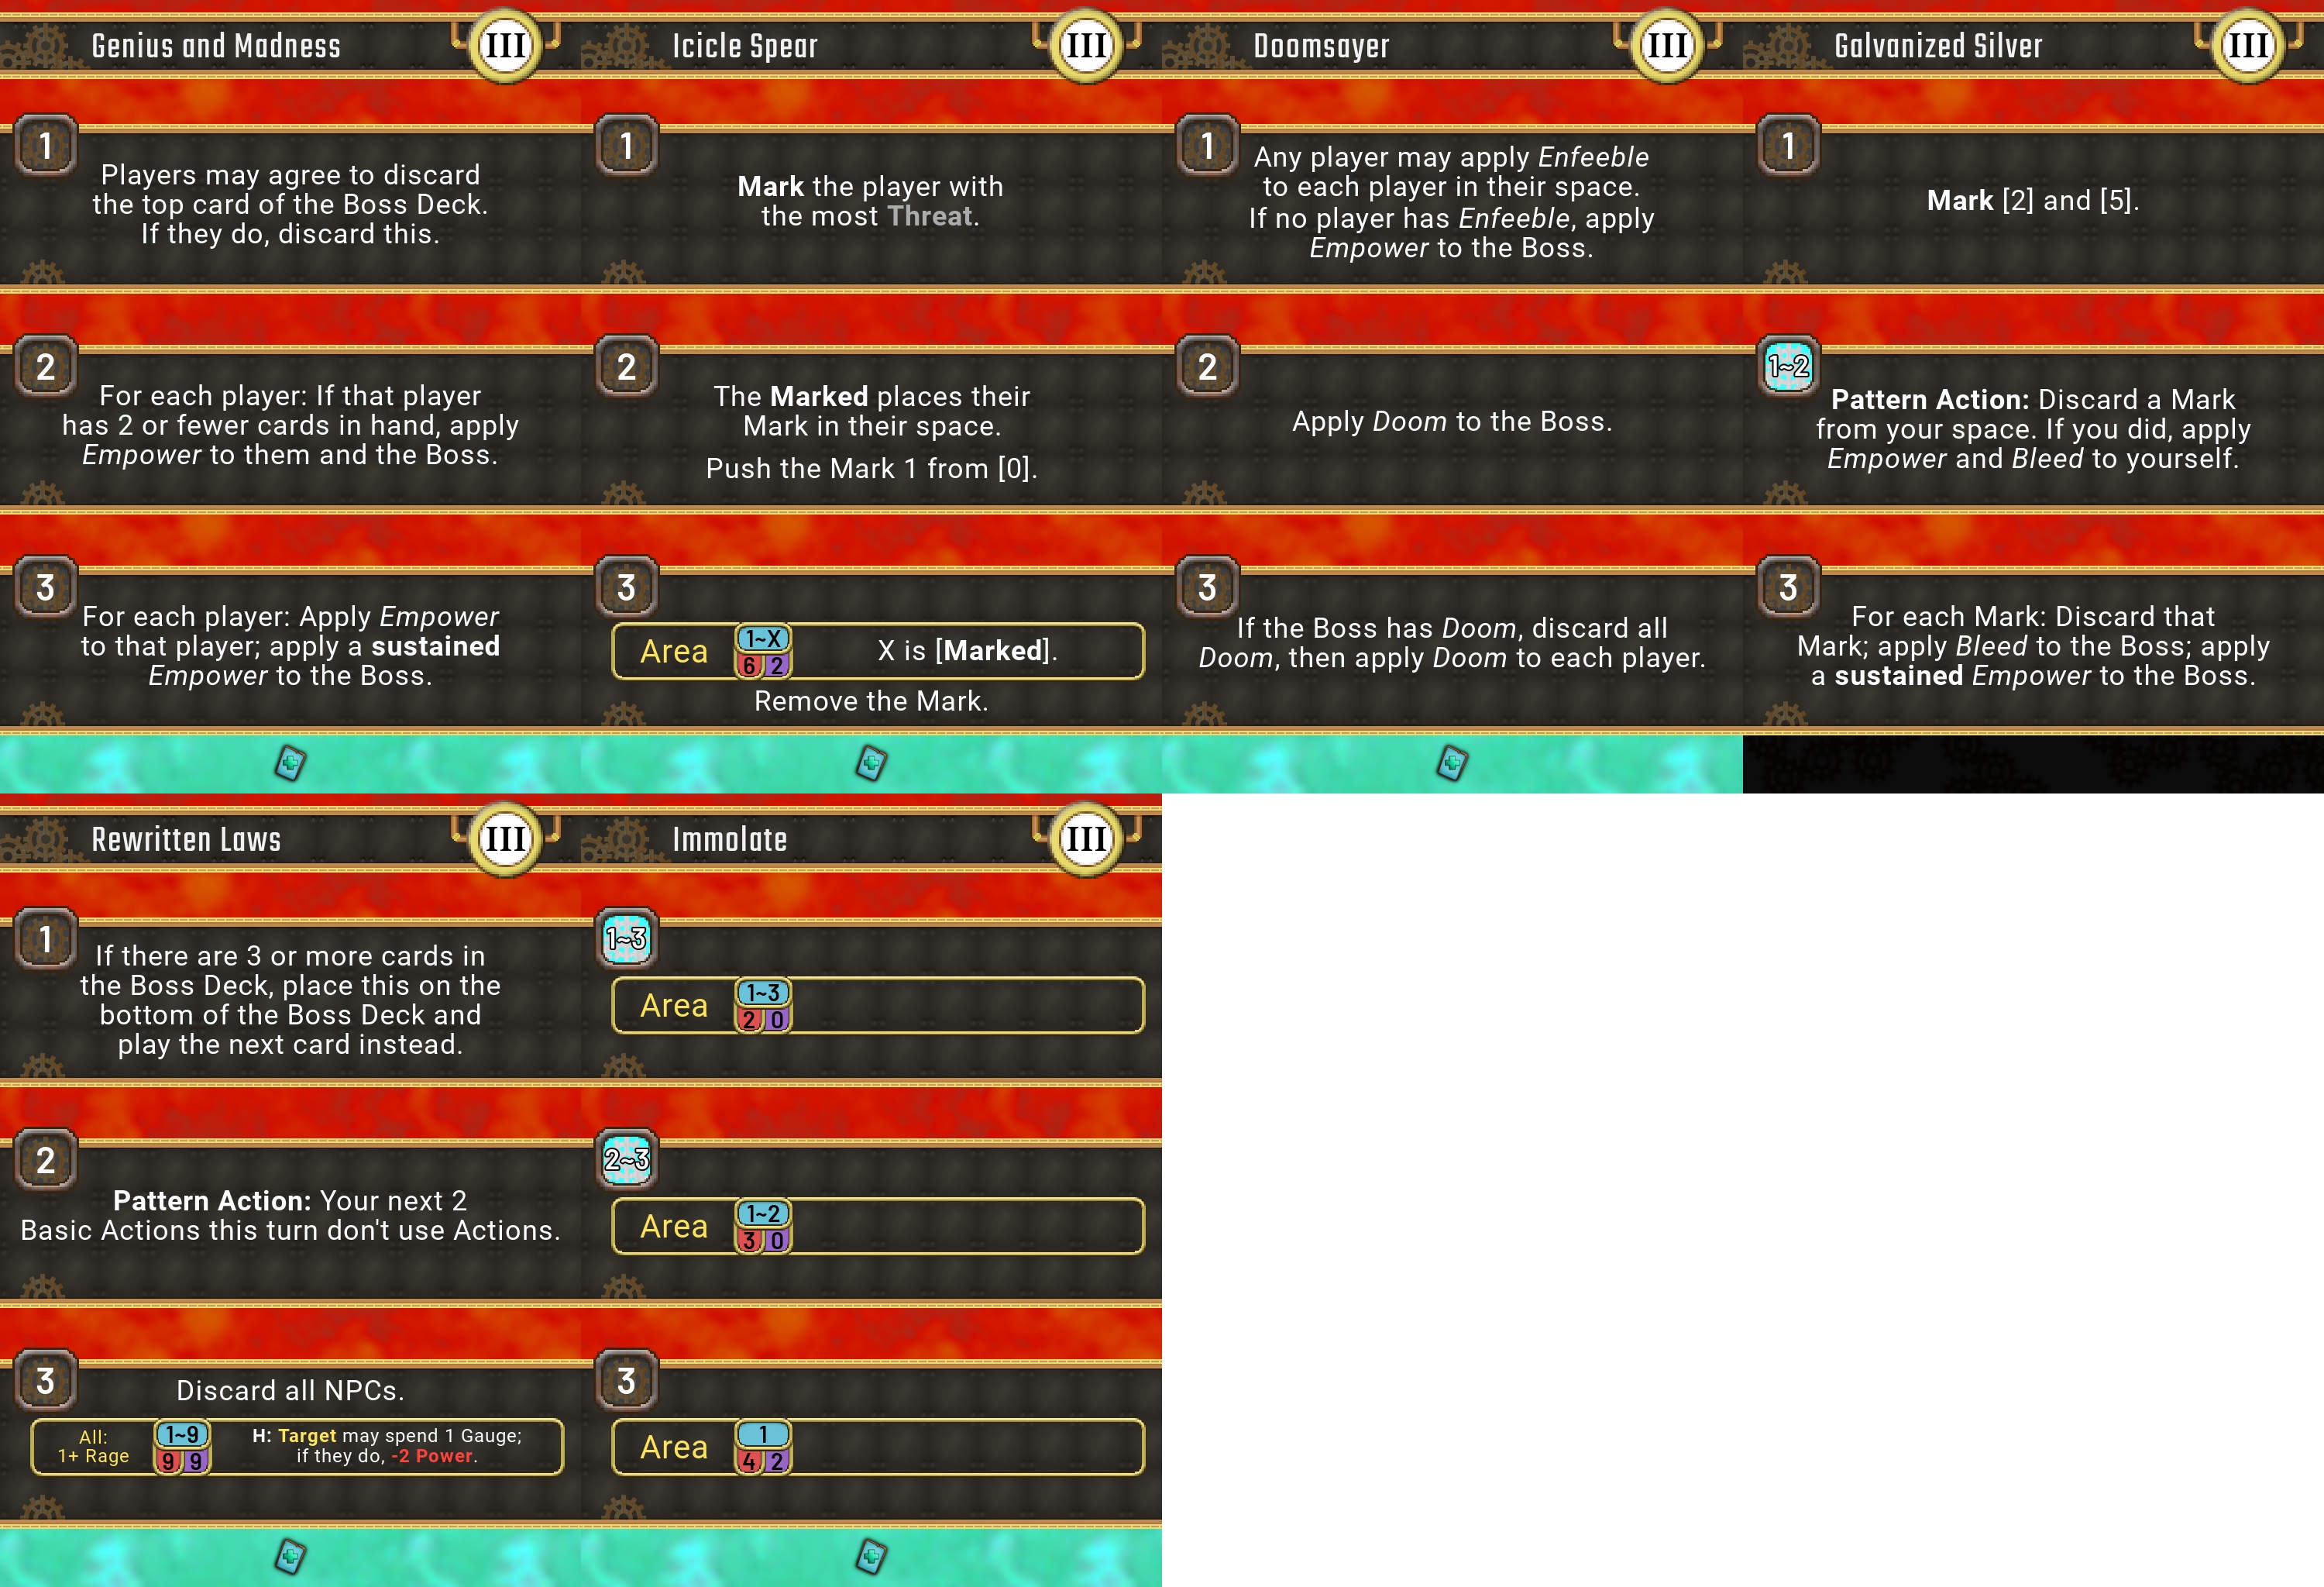 Genius and Madness
III
1
Players may agree to discard
the top card of the Boss Deck.
If they do, discard this.
2
For each player: If that player
has 2 or fewer cards in hand, apply
Empower to them and the Boss.
3
For each player: Apply Empower
to that player; apply a sustained
Empower to the Boss.
Icicle Spear
III
1
Mark the player with
the most Threat.
2
The Marked places their
Mark in their space.
Push the Mark 1 from [0].
3
Area 1~X 6 2 X is [Marked].
Remove the Mark.
Doomsayer
III
1
Any player may apply Enfeeble
to each player in their space.
If no player has Enfeeble, apply
Empower to the Boss.
2
Apply Doom to the Boss.
3
If the Boss has Doom, discard all
Doom, then apply Doom to each player.
Galvanized Silver
III
1
Mark [2] and [5].
1~2
Pattern Action: Discard a Mark
from your space. If you did, apply
Empower and Bleed to yourself.
3
For each Mark: Discard that
Mark; apply Bleed to the Boss; apply
a sustained Empower to the Boss.
Rewritten Laws
III
1
If there are 3 or more cards in
the Boss Deck, place this on the
bottom of the Boss Deck and
play the next card instead.
2
Pattern Action: Your next 2
Basic Actions this turn don't use Actions.
3
Discard all NPCs.
All:
1+ Rage
1~9
9 9
H: Target may spend 1 Gauge;
if they do, -2 Power.
Immolate
III
1~3
Area 1~3 2 0
2~3
Area 1~2 3 0
3
Area 1 4 2